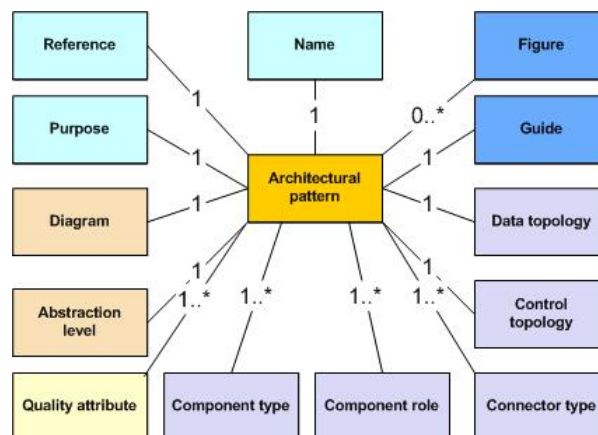 Reference
Name
Figure
1
1
0..*
Purpose
Guide
1
1
Architectural
pattern
Diagram
1
1
Data topology
1
1
1..*
1..*
1..*
1..*
Abstraction
level
Control
topology
Quality attribute
Component type
Component role
Connector type